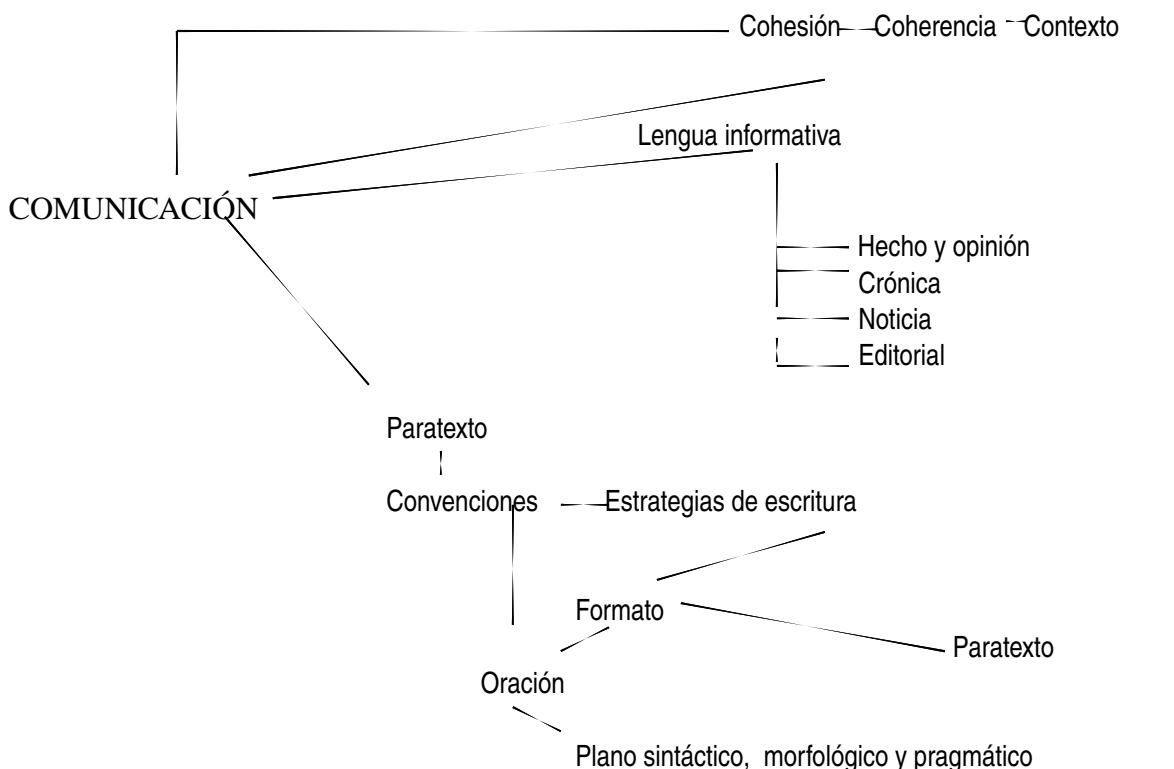 Cohesión Coherencia Contexto
Lengua informativa
COMUNICACIÓN
Hecho y opinión
Crónica
Noticia
Editorial
Paratexto
Convenciones Estrategias de escritura
Formato
Paratexto
Oración
Plano sintáctico, morfológico y pragmático